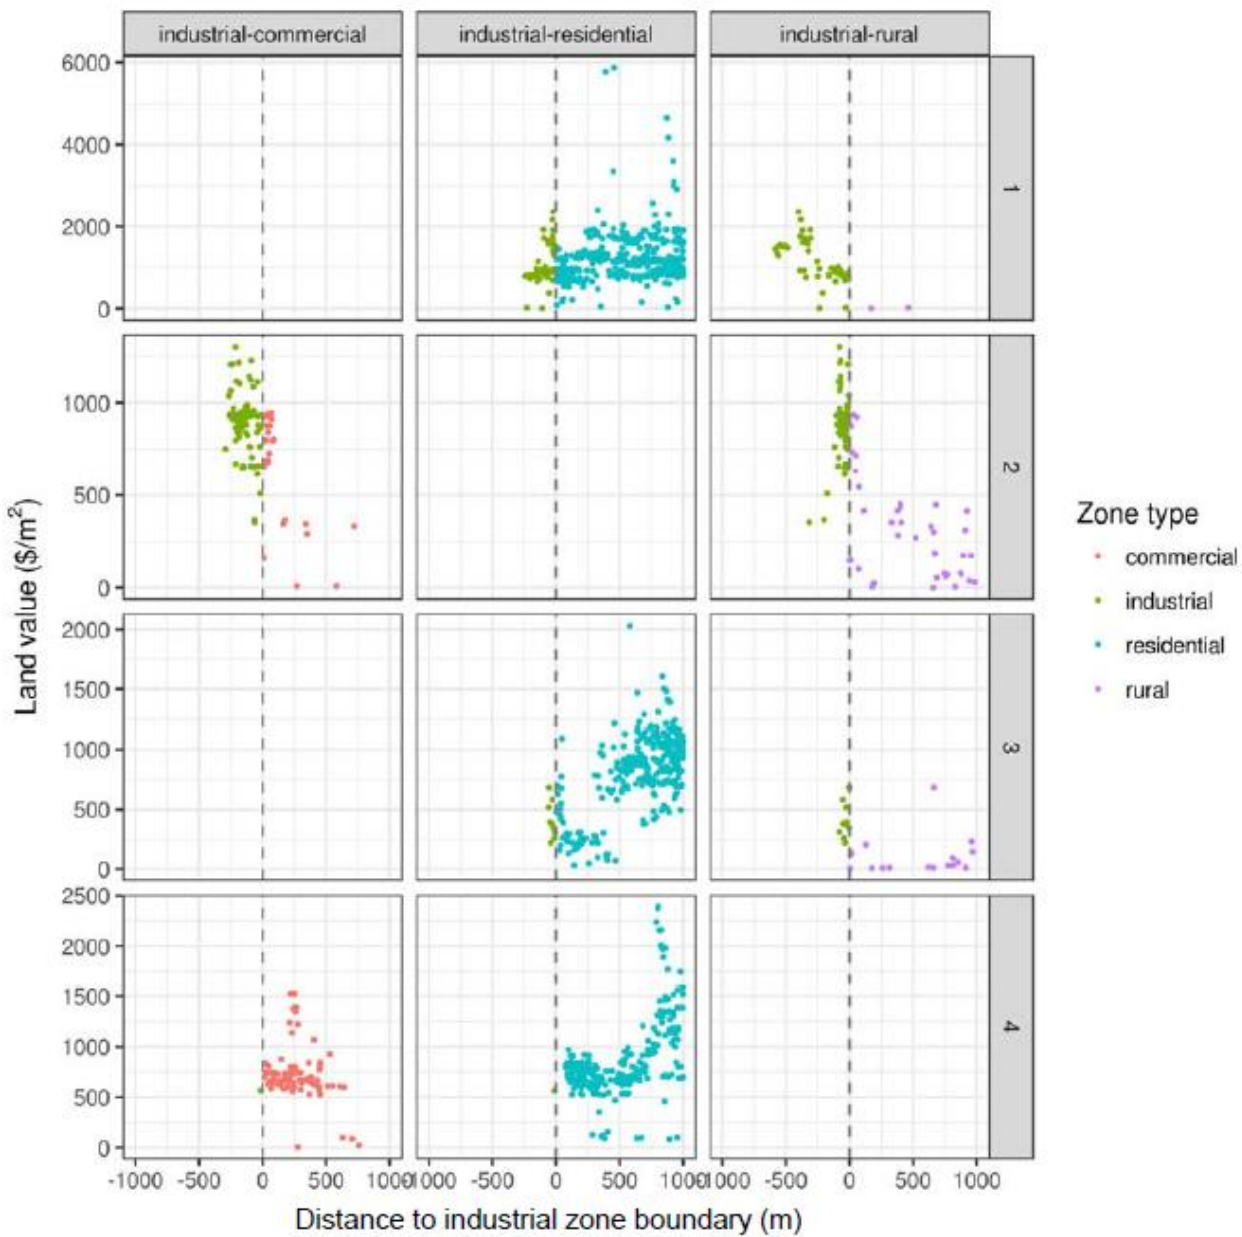 industrial-commercial industrial-residential industrial-rural
6000
4000
2000
0
1
1000
500
0
2
2000
1500
1000
500
0
3
2500
2000
1500
1000
500
0
4
-1000 -500 0 500 1000 -1000 -500 0 500 1000 -1000 -500 0 500 1000
Distance to industrial zone boundary (m)
Land value ($/m²)
Zone type
commercial
industrial
residential
rural